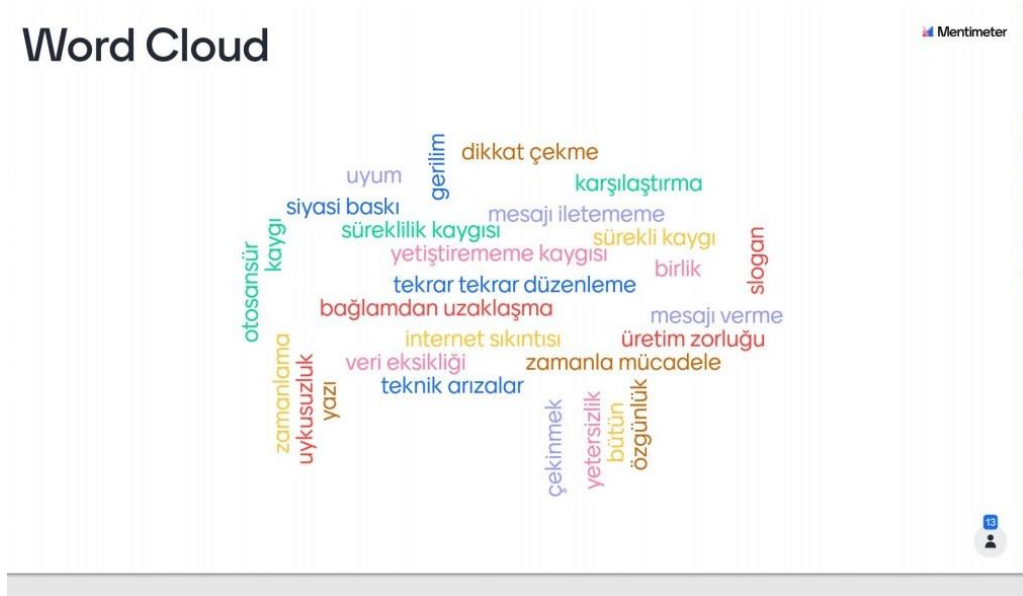 Word Cloud
Mentimeter
dikkat çekme
gerilim
uyum
karşılaştırma
siyasi baskı
mesajı iletememe
kaygı
süreklilik kaygısı
sürekli kaygı
slogan
otosansür
yetiştirememe kaygısı
birlik
tekrar tekrar düzenleme
bağlamdan uzaklaşma
mesajı verme
internet sıkıntısı
üretim zorluğu
zamanlama
uykusuzluk
veri eksikliği
zamanla mücadele
yazı
teknik arızalar
çekinmek
yetersizlik
bütün
özgünlük
13